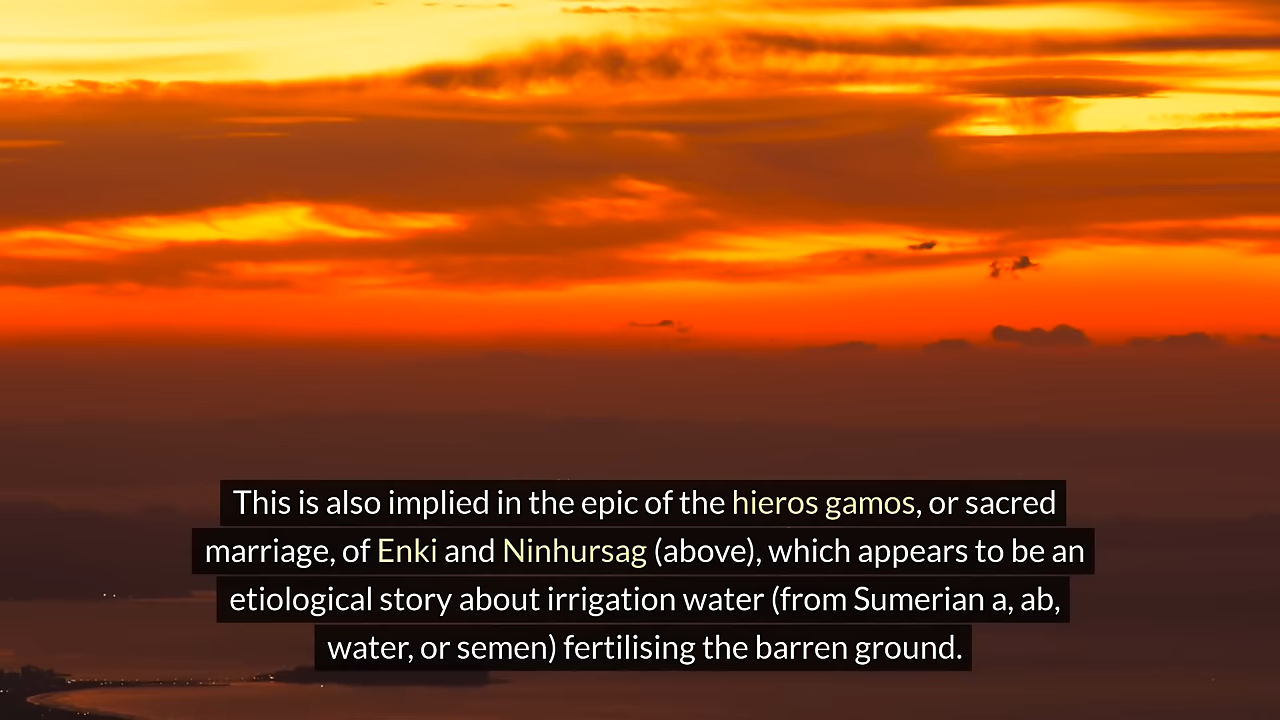 This is also implied in the epic of the hieros gamos, or sacred
marriage, of Enki and Ninhursag (above), which appears to be an
etiological story about irrigation water (from Sumerian a, ab,
water, or semen) fertilising the barren ground.